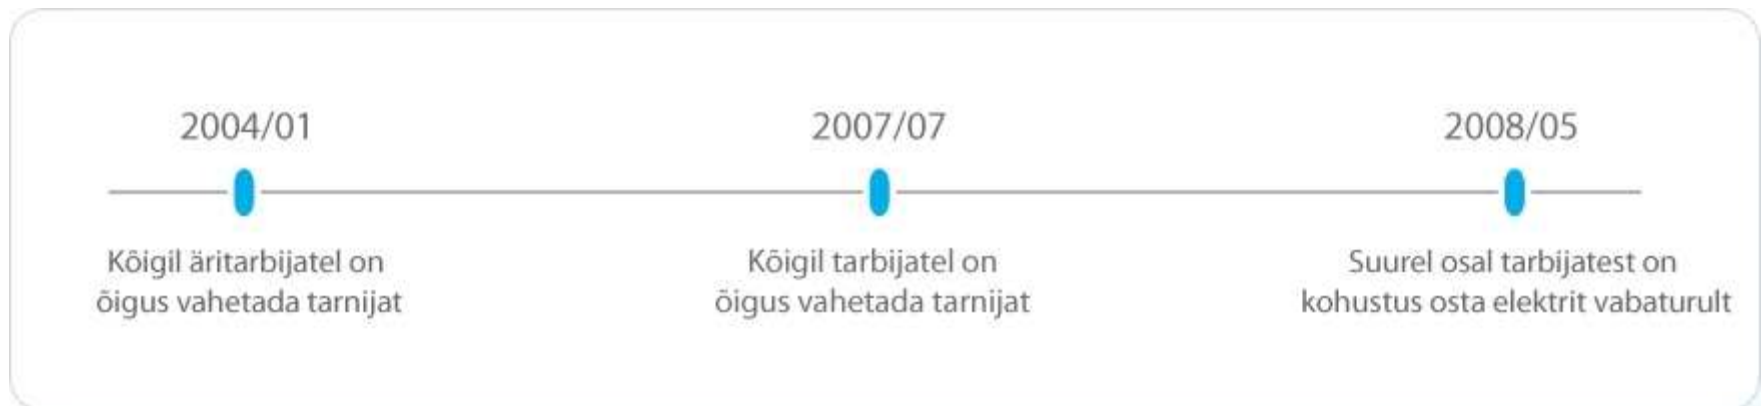 2004/01
Kõigil äritarbijatel on
õigus vahetada tarnijat
2007/07
Kõigil tarbijatel on
õigus vahetada tarnijat
2008/05
Suurel osal tarbijatest on
kohustus osta elektrit vabaturult